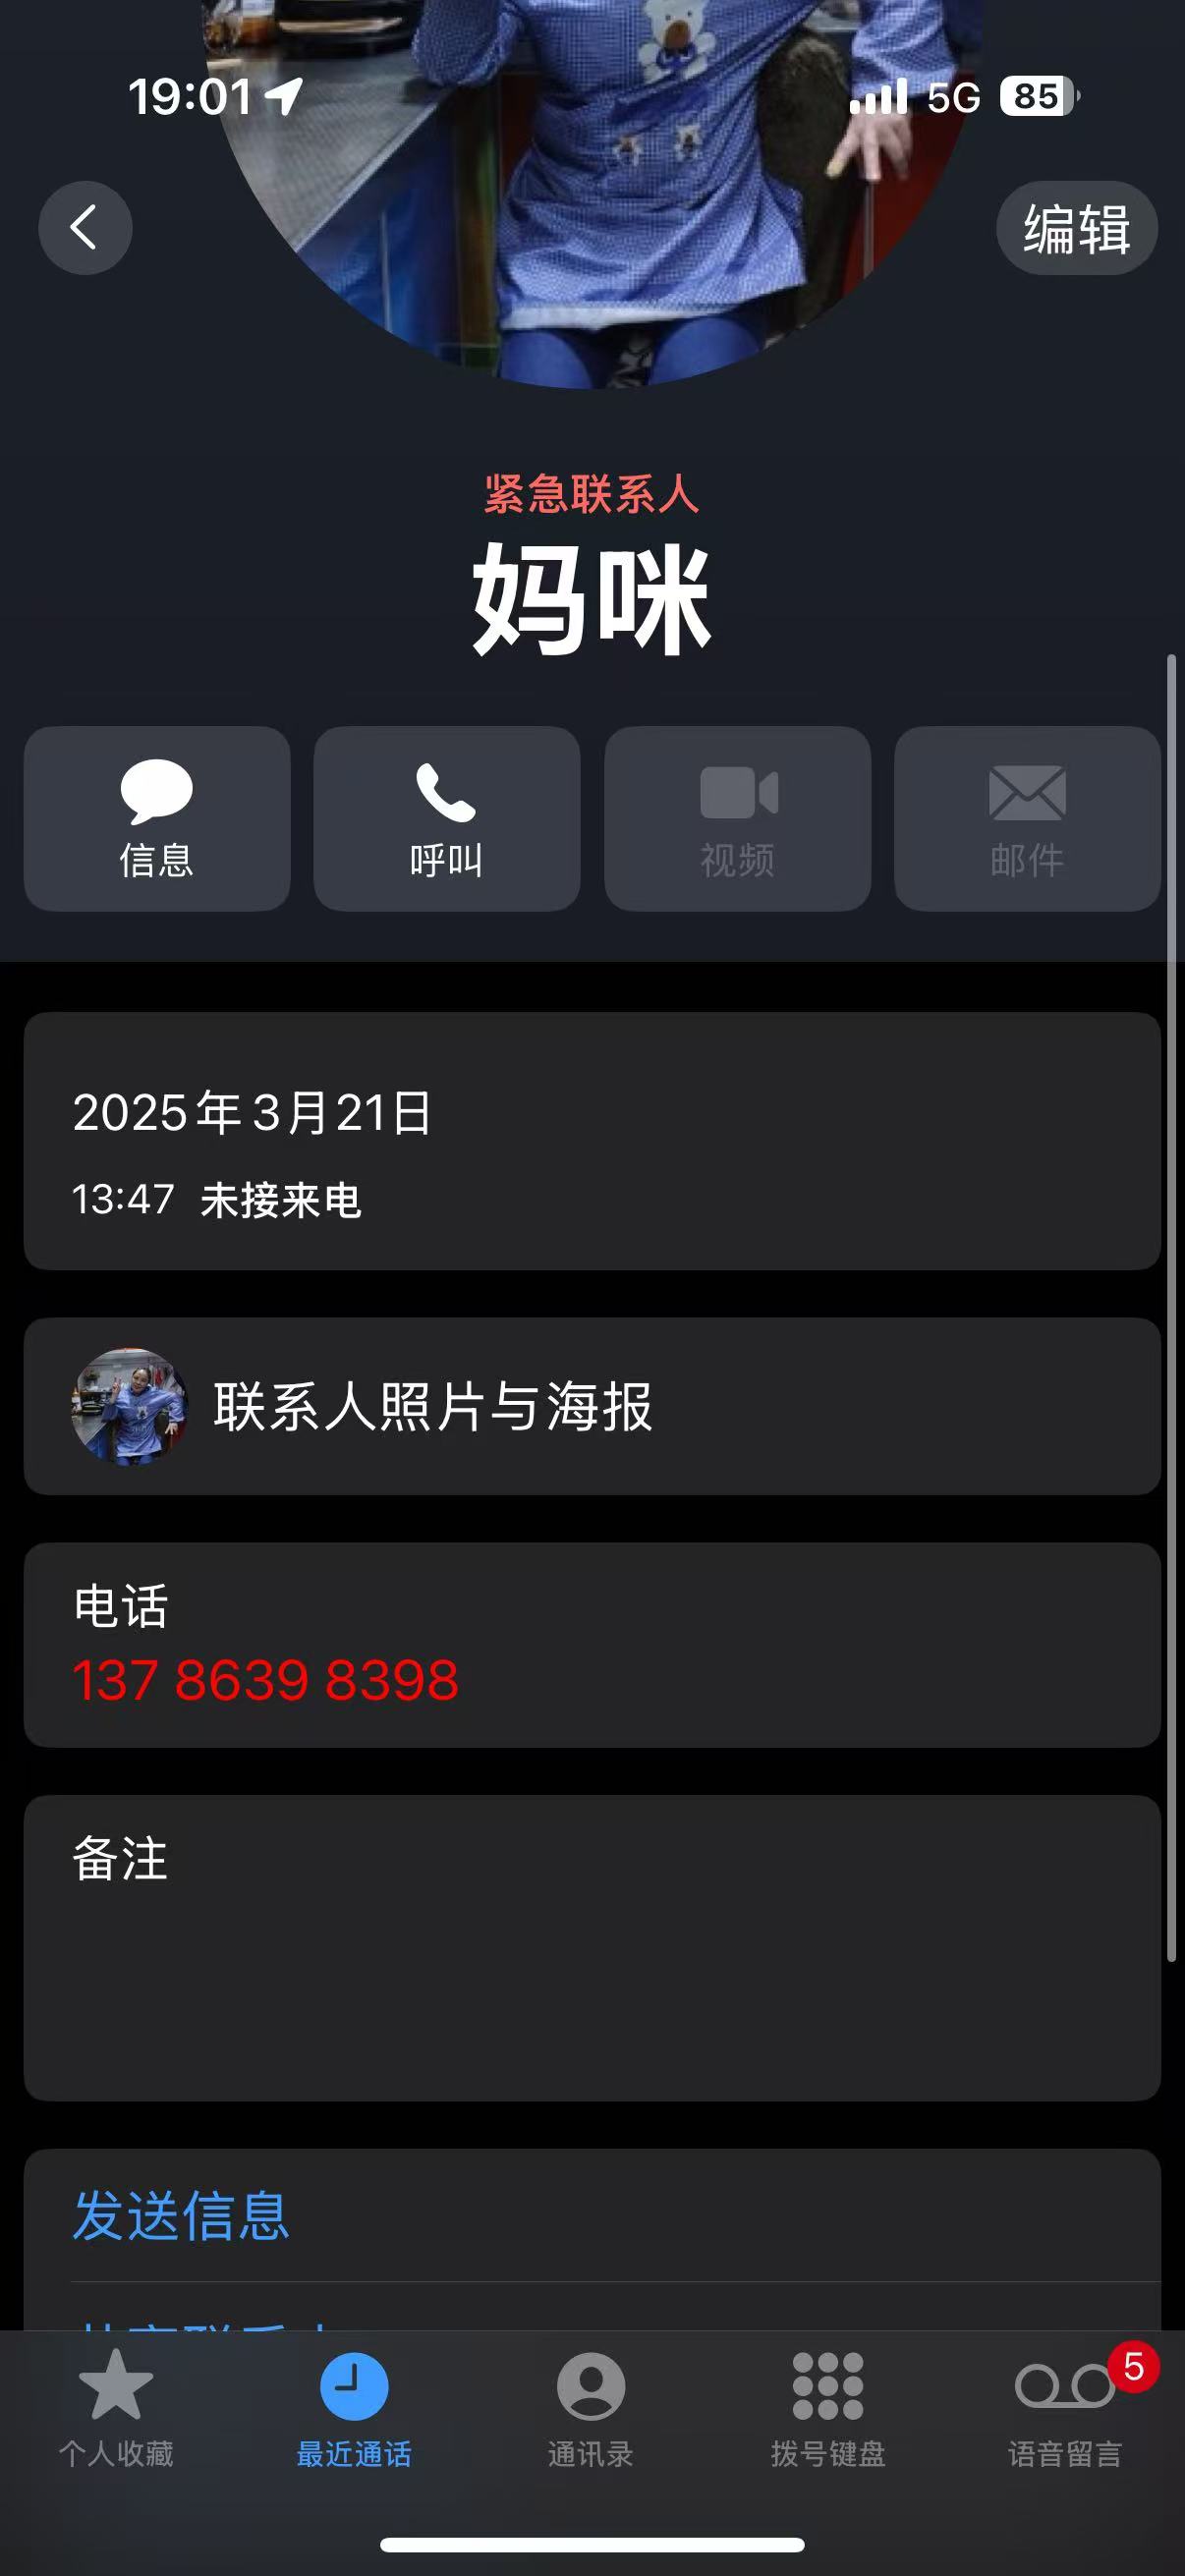 19:01
5G
85
编辑
紧急联系人
妈咪
信息
呼叫
视频
邮件
2025年3月21日
13:47 未接来电
联系人照片与海报
电话
137 8639 8398
备注
发送信息
个人收藏
最近通话
通讯录
拨号键盘
语音留言
5